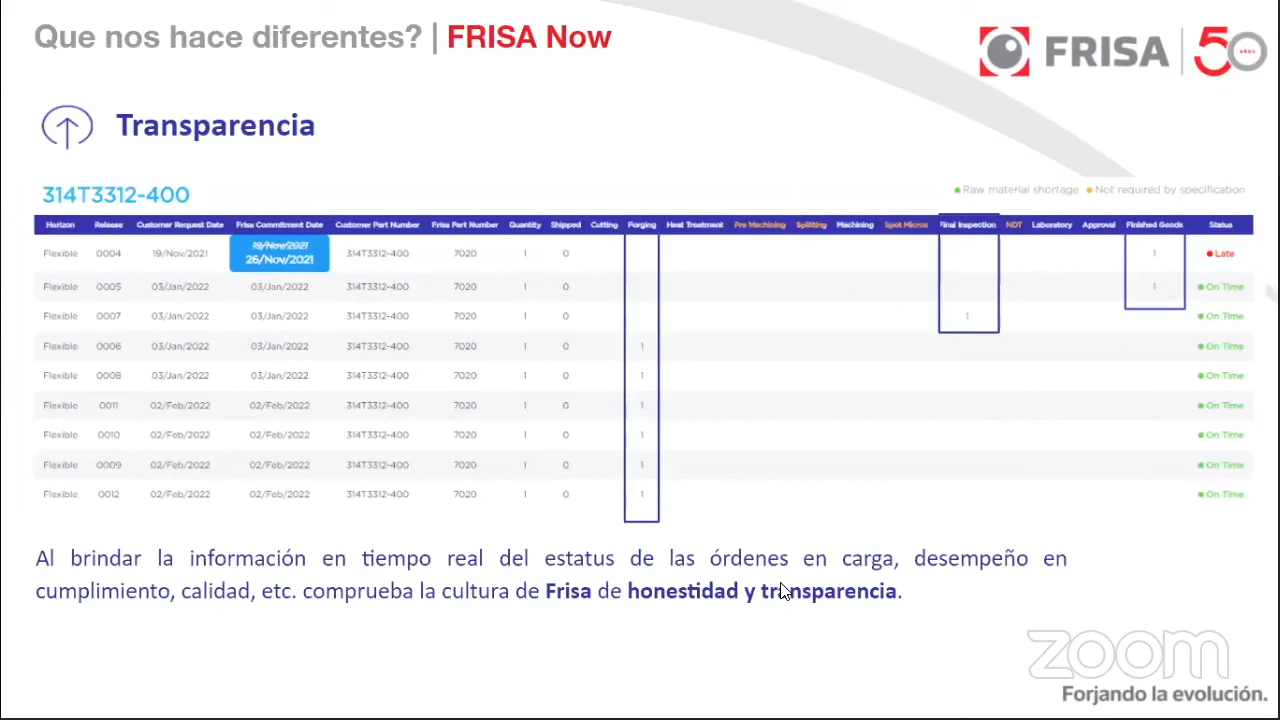 Que nos hace diferentes? | FRISA Now
FRISA | 50 AÑOS
Transparencia
314T3312-400
Raw material shortage Not required by specification
Horizon Release Customer Request Date Frisa Commitment Date Customer Part Number Frisa Part Number Quantity Shipped Cutting Forging Heat Treatment Pre Machining Splitting Machining Spot Micros Final Inspection NDT Laboratory Approval Finished Goods Status
19/Nov/2021
Flexible 0004 19/Nov/2021 26/Nov/2021 314T3312-400 7020 1 0 1 Late
Flexible 0005 03/Jan/2022 03/Jan/2022 314T3312-400 7020 1 0 1 On Time
Flexible 0007 03/Jan/2022 03/Jan/2022 314T3312-400 7020 1 0 1 On Time
Flexible 0006 03/Jan/2022 03/Jan/2022 314T3312-400 7020 1 0 1 On Time
Flexible 0008 03/Jan/2022 03/Jan/2022 314T3312-400 7020 1 0 1 On Time
Flexible 0011 02/Feb/2022 02/Feb/2022 314T3312-400 7020 1 0 1 On Time
Flexible 0010 02/Feb/2022 02/Feb/2022 314T3312-400 7020 1 0 1 On Time
Flexible 0009 02/Feb/2022 02/Feb/2022 314T3312-400 7020 1 0 1 On Time
Flexible 0012 02/Feb/2022 02/Feb/2022 314T3312-400 7020 1 0 1 On Time
Al brindar la información en tiempo real del estatus de las órdenes en carga, desempeño en
cumplimiento, calidad, etc. comprueba la cultura de Frisa de honestidad y transparencia.
zoom
Forjando la evolución.